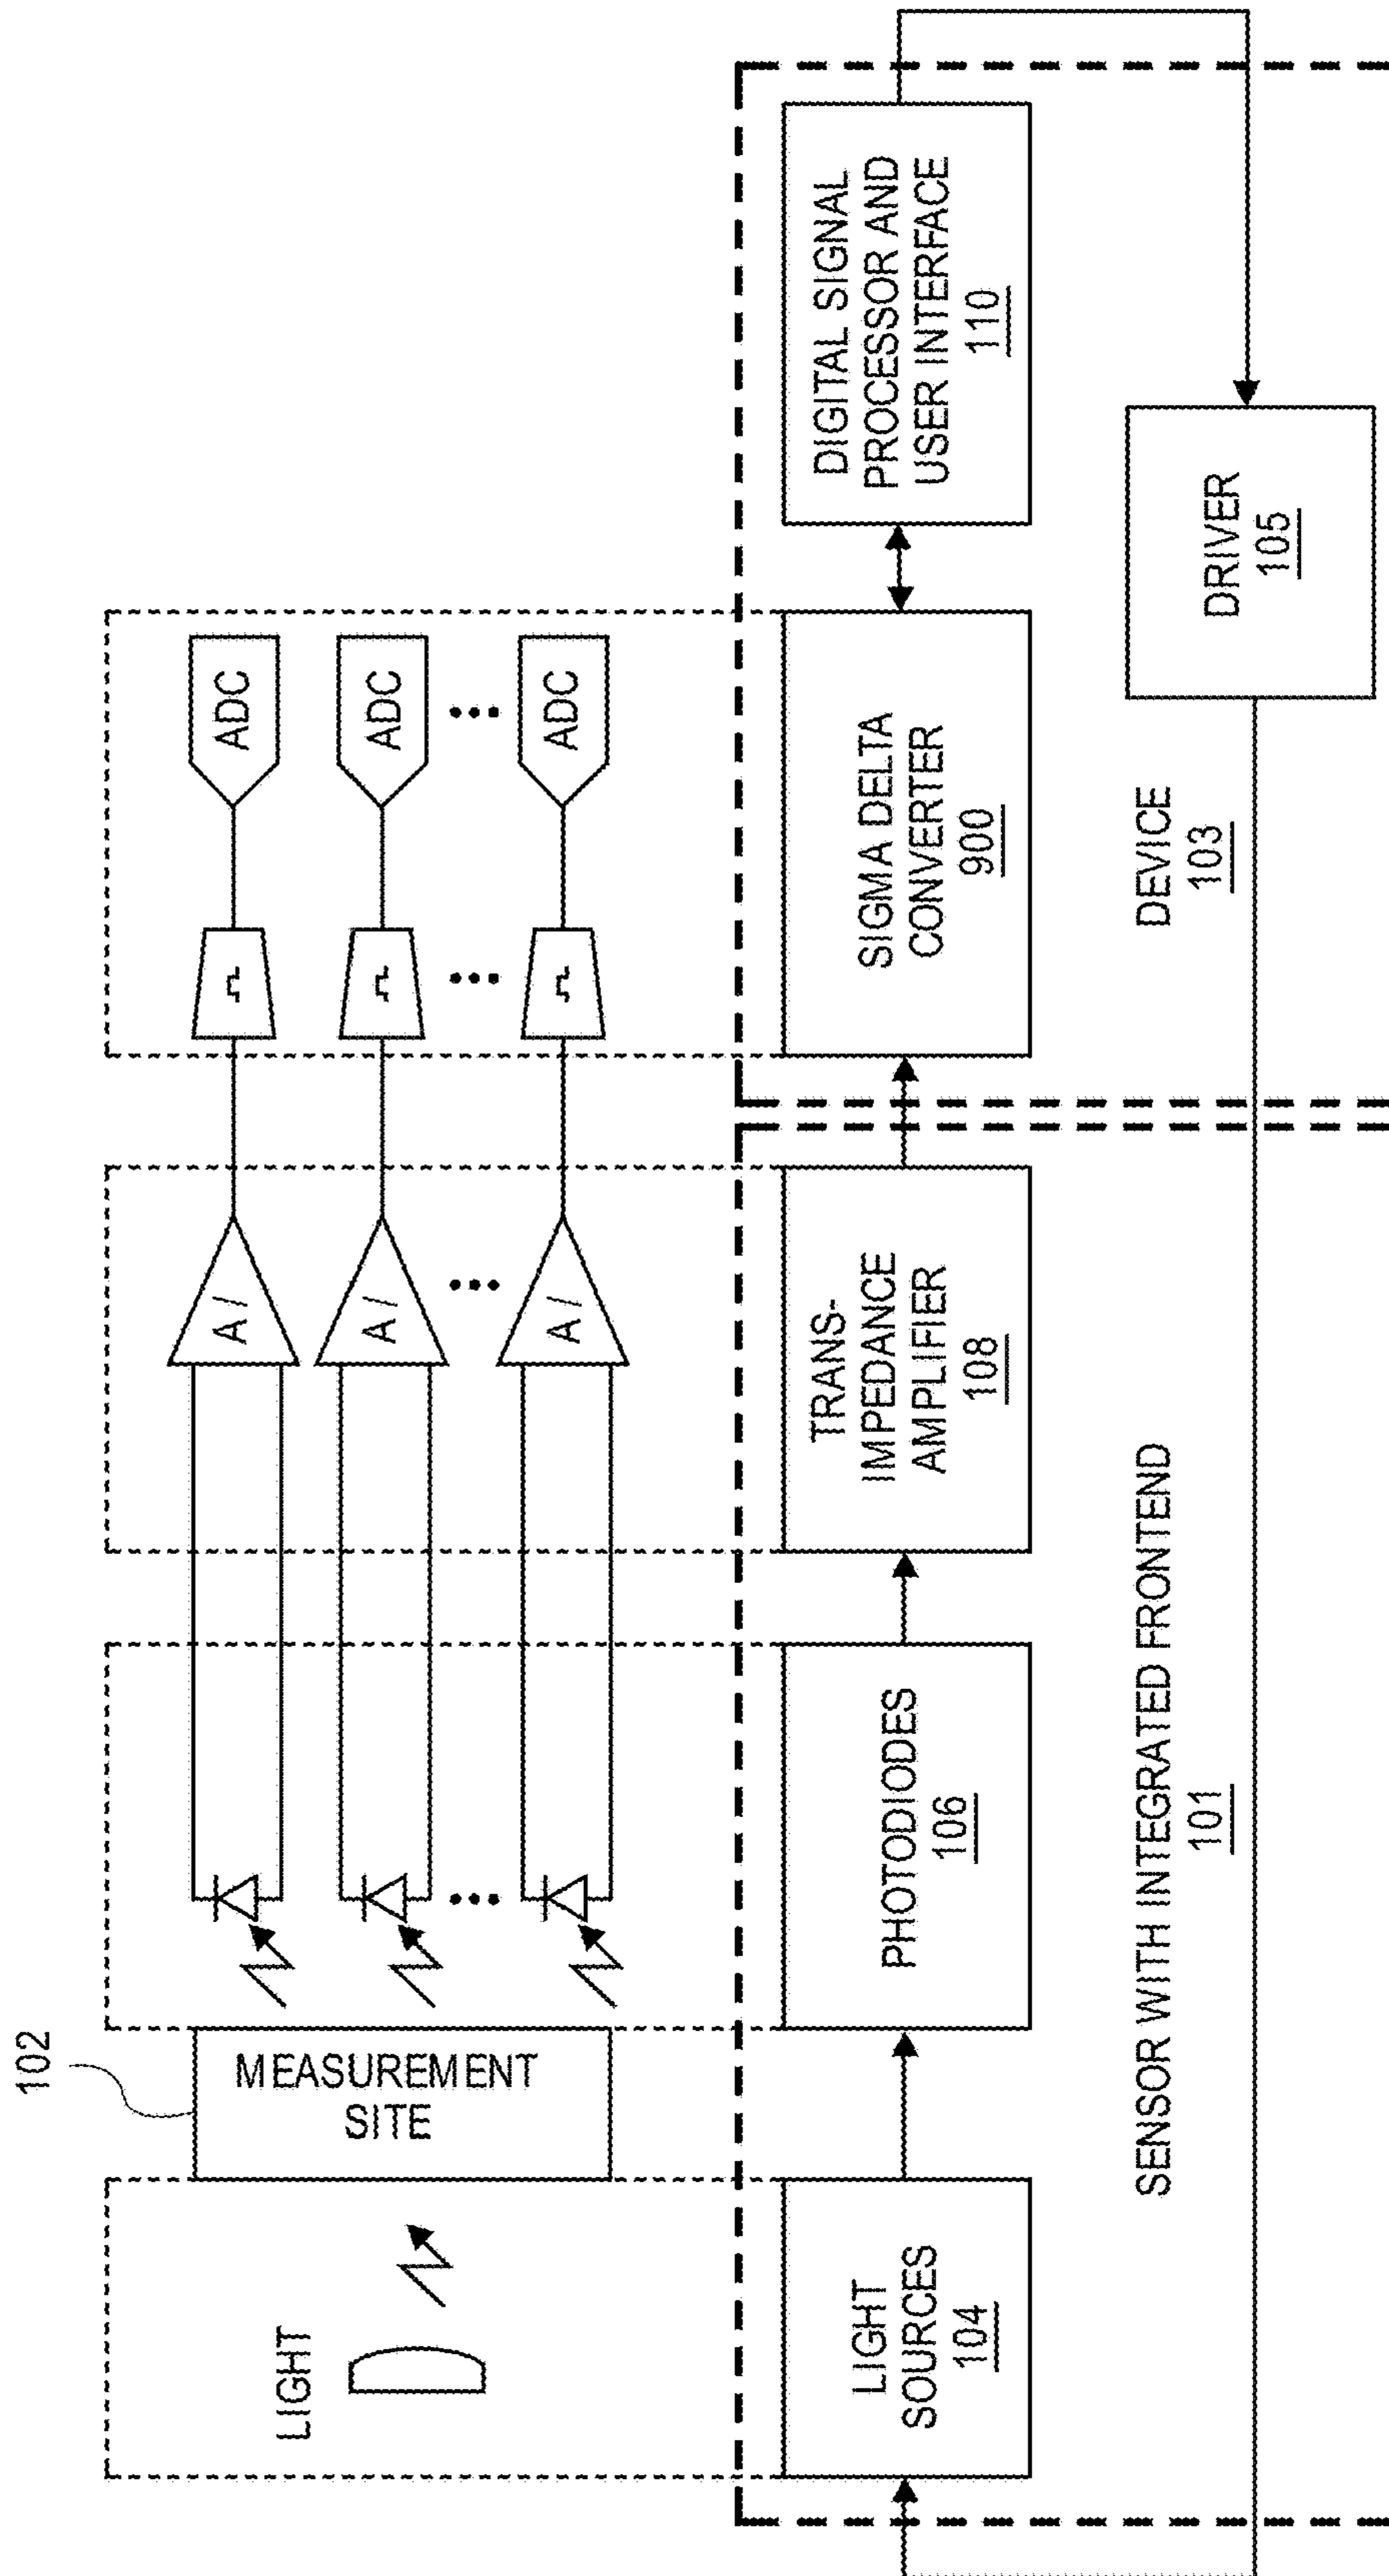 102
LIGHT
MEASUREMENT
SITE
A /
A /
A /
ADC
ADC
ADC
LIGHT
SOURCES
104
PHOTODIODES
106
TRANS-
IMPEDANCE
AMPLIFIER
108
SIGMA DELTA
CONVERTER
900
DIGITAL SIGNAL
PROCESSOR AND
USER INTERFACE
110
SENSOR WITH INTEGRATED FRONTEND
101
DEVICE
103
DRIVER
105